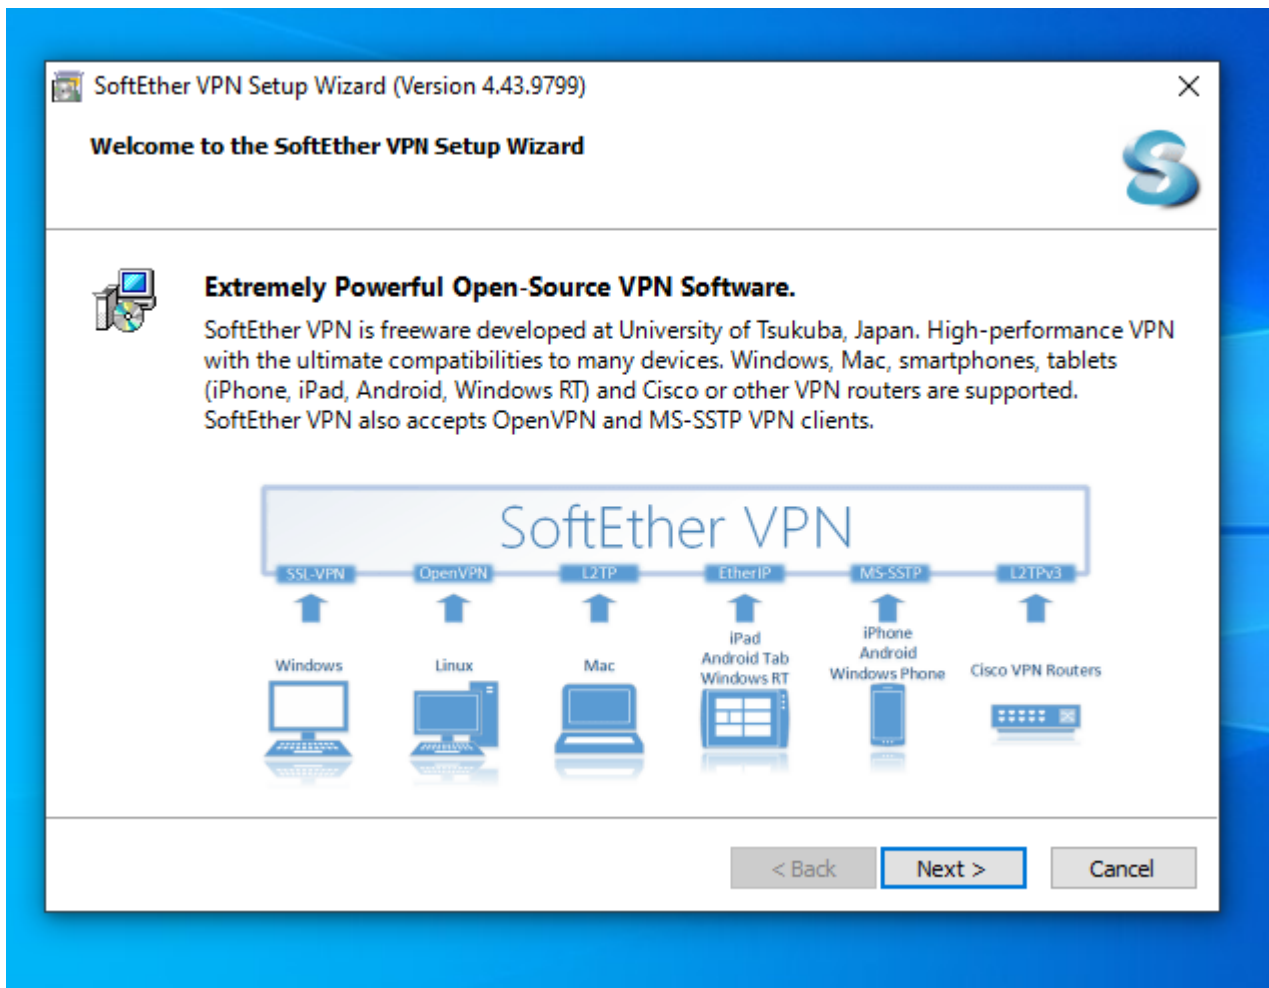 SoftEther VPN Setup Wizard (Version 4.43.9799)
Welcome to the SoftEther VPN Setup Wizard
Extremely Powerful Open-Source VPN Software.
SoftEther VPN is freeware developed at University of Tsukuba, Japan. High-performance VPN
with the ultimate compatibilities to many devices. Windows, Mac, smartphones, tablets
(iPhone, iPad, Android, Windows RT) and Cisco or other VPN routers are supported.
SoftEther VPN also accepts OpenVPN and MS-SSTP VPN clients.
SoftEther VPN
SSL-VPN OpenVPN L2TP EtherIP MS-SSTP L2TPv3
Windows
Linux
Mac
iPad
Android Tab
Windows RT
iPhone
Android
Windows Phone
Cisco VPN Routers
< Back Next > Cancel